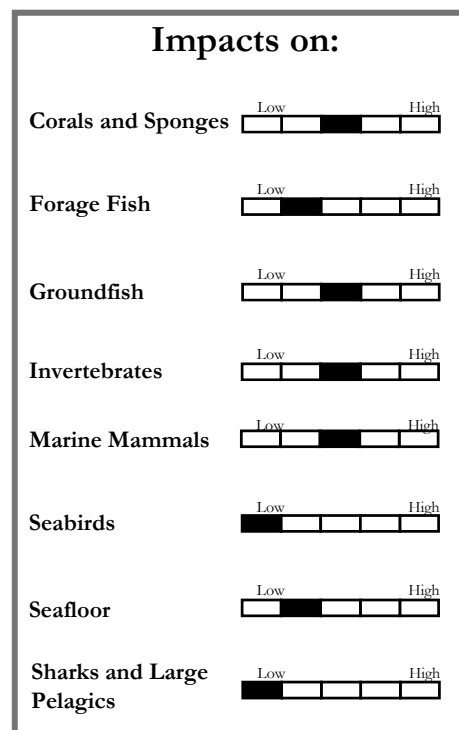 Impacts on:
Low High
Corals and Sponges
Low High
Forage Fish
Low High
Groundfish
Low High
Invertebrates
Low High
Marine Mammals
Low High
Seabirds
Low High
Seafloor
Sharks and Large
Low High
Pelagics